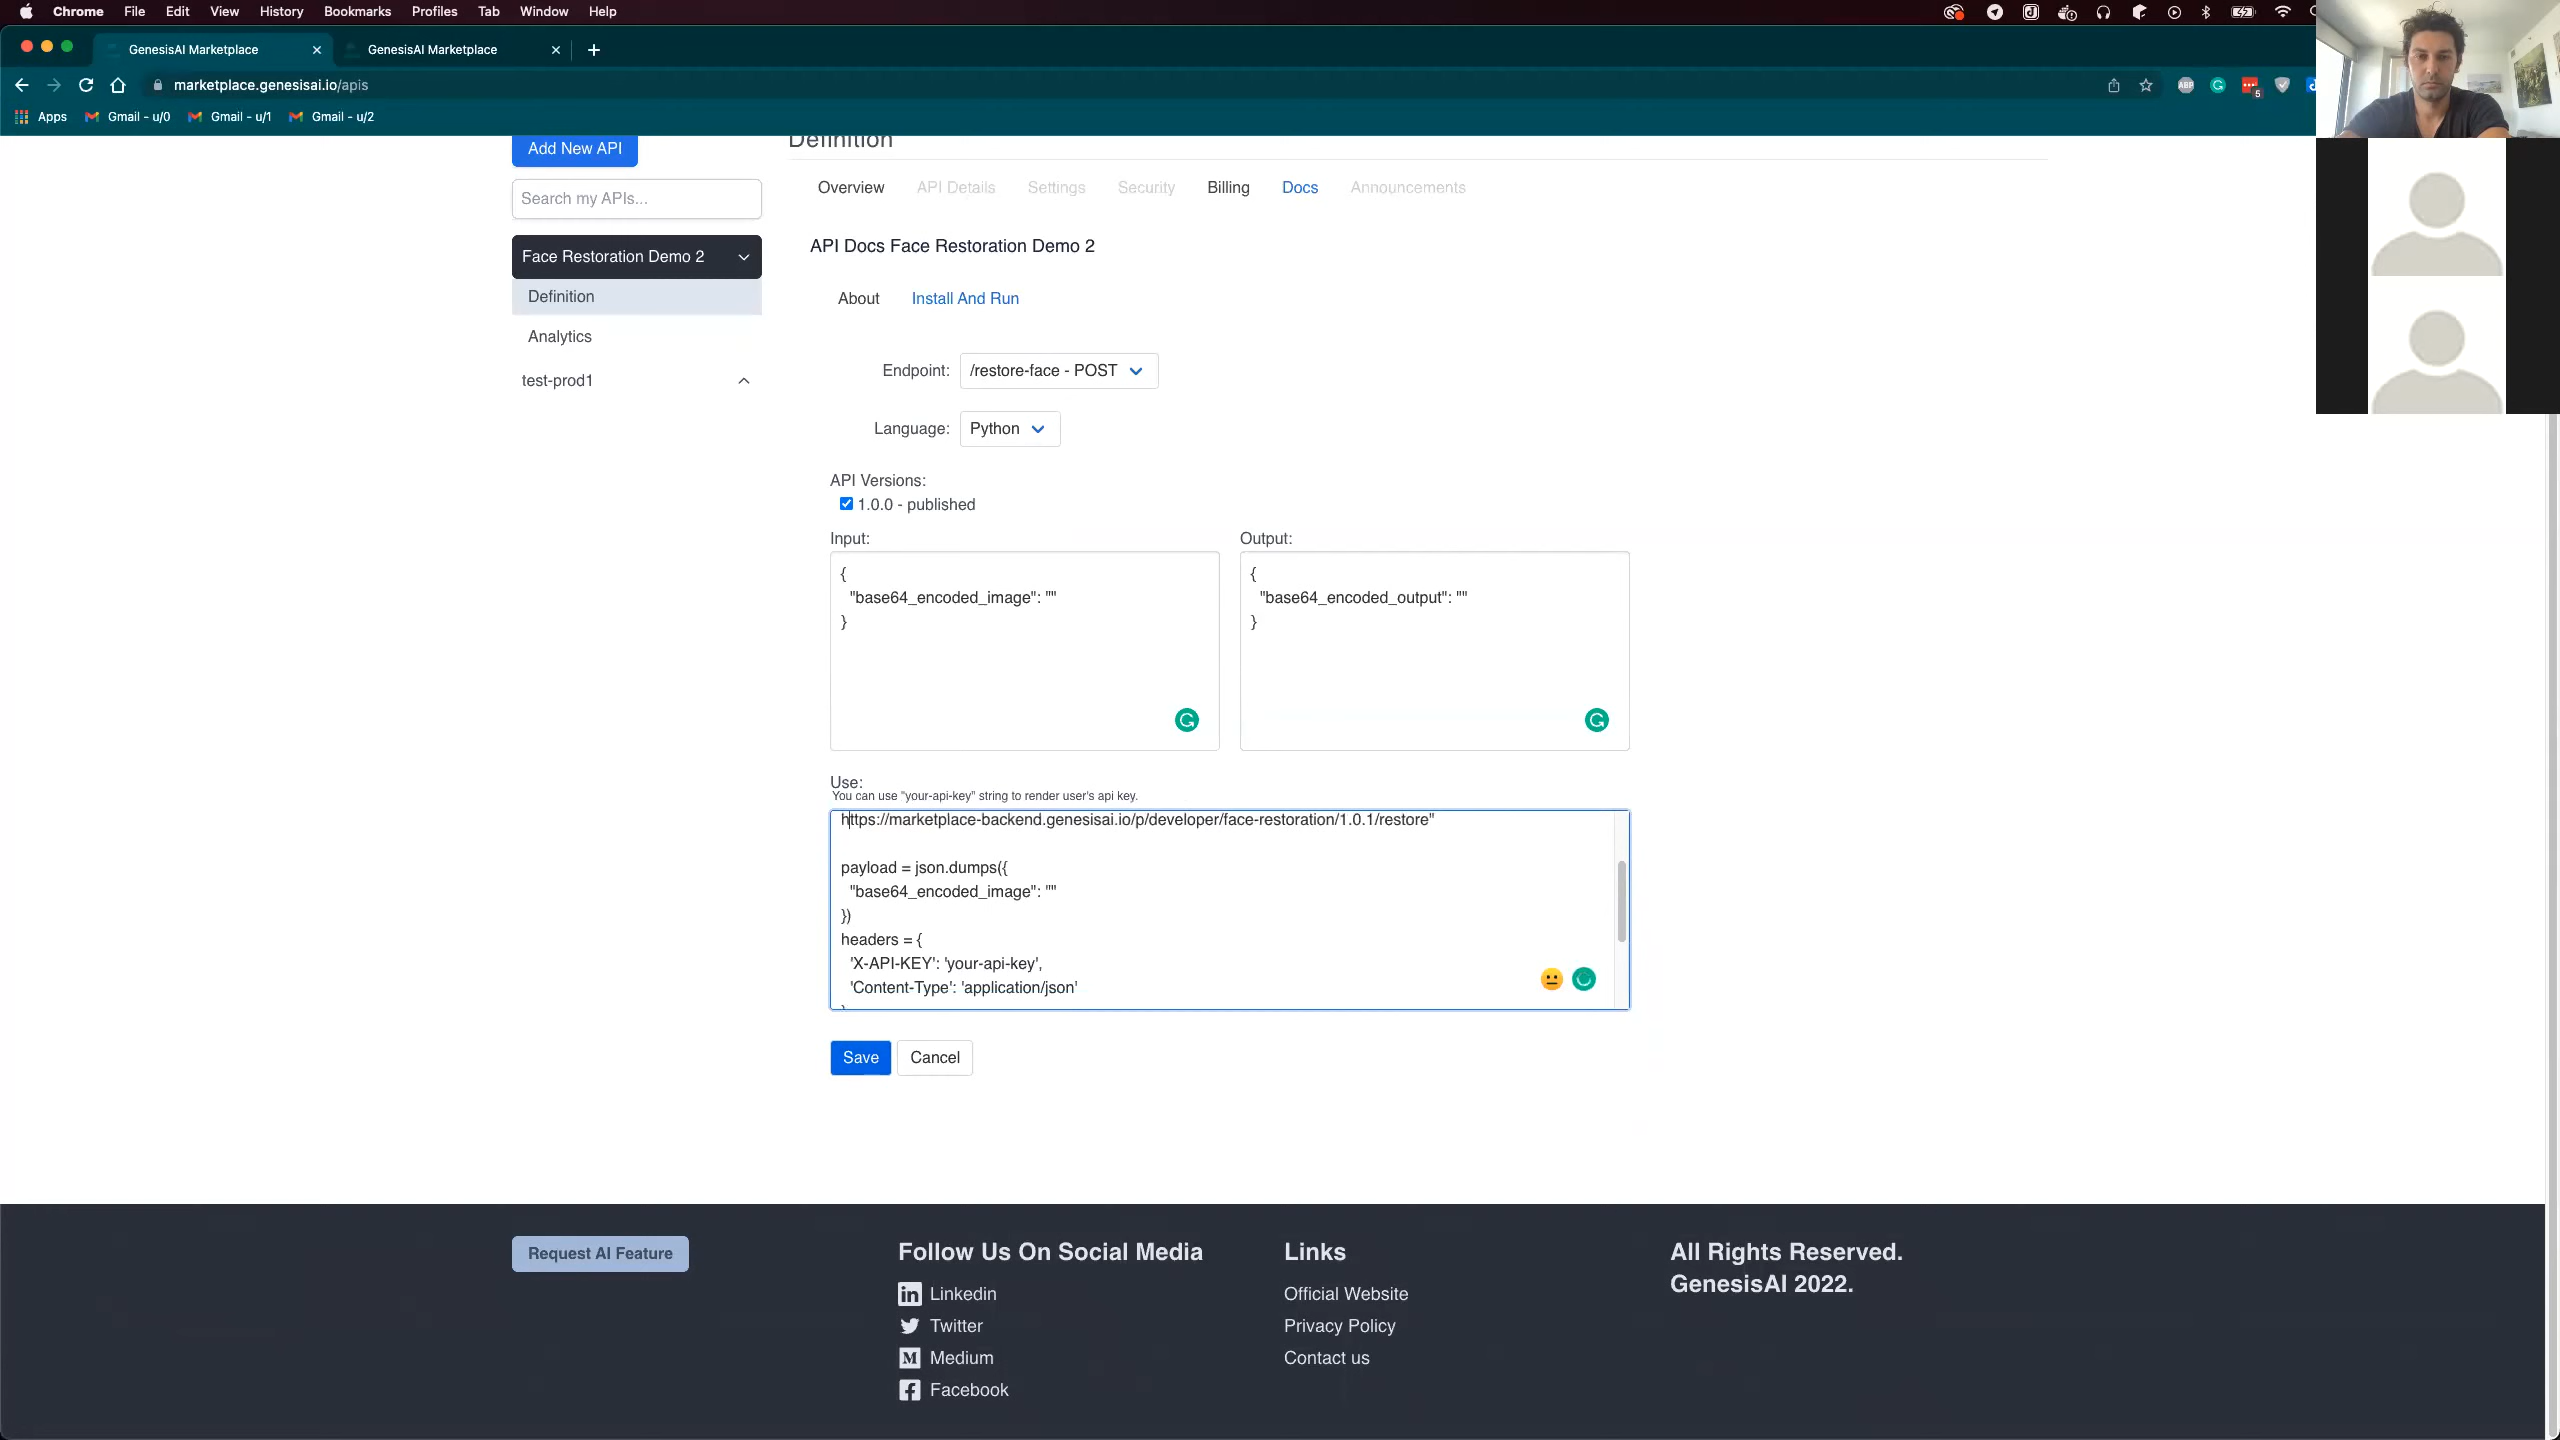 Chrome File Edit View History Bookmarks Profiles Tab Window Help
GenesisAI Marketplace
GenesisAI Marketplace
marketplace.genesisai.io/apis
ABP
5
Apps
Gmail - u/0
Gmail - u/1
Gmail - u/2
Add New API
Search my APIs...
Face Restoration Demo 2
Definition
Analytics
test-prod1
Definition
Overview API Details Settings Security Billing Docs Announcements
API Docs Face Restoration Demo 2
About Install And Run
Endpoint: /restore-face - POST
Language: Python
API Versions:
1.0.0 - published
Input:
{
"base64_encoded_image": ""
}
Output:
{
"base64_encoded_output": ""
}
Use:
You can use "your-api-key" string to render user's api key.
https://marketplace-backend.genesisai.io/p/developer/face-restoration/1.0.1/restore"
payload = json.dumps({
"base64_encoded_image": ""
})
headers = {
'X-API-KEY': 'your-api-key',
'Content-Type': 'application/json'
}
Save Cancel
Request AI Feature
Follow Us On Social Media
Linkedin
Twitter
Medium
Facebook
Links
Official Website
Privacy Policy
Contact us
All Rights Reserved.
GenesisAI 2022.